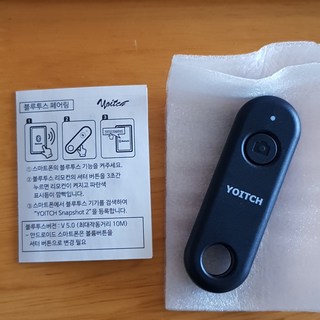 블루투스 페어링
Yoitch
1
2
3
①스마트폰의 블루투스 기능을 켜주세요.
②블루투스 리모컨의 셔터 버튼을 3초간
누르면 리모컨이 켜지고 파란색
표시등이 깜빡입니다.
③스마트폰에서 블루투스 기기를 검색하여
"YOITCH Snapshot 2"을 등록합니다.
블루투스버전 : V 5.0 (최대작동거리 10M)
- 안드로이드 스마트폰은 볼륨버튼을
셔터 버튼으로 변경 필요
YOITCH